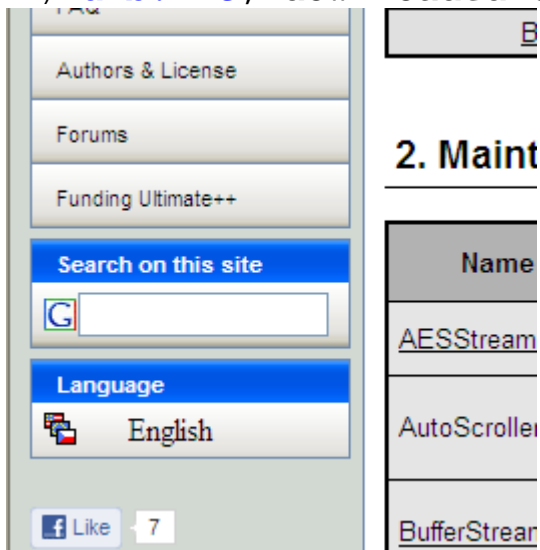 FAQ
Authors & License
Forums
Funding Ultimate++
Search on this site
G
Language
English
Like 7
B
2. Maint
Name
AESStream
AutoScroller
BufferStream